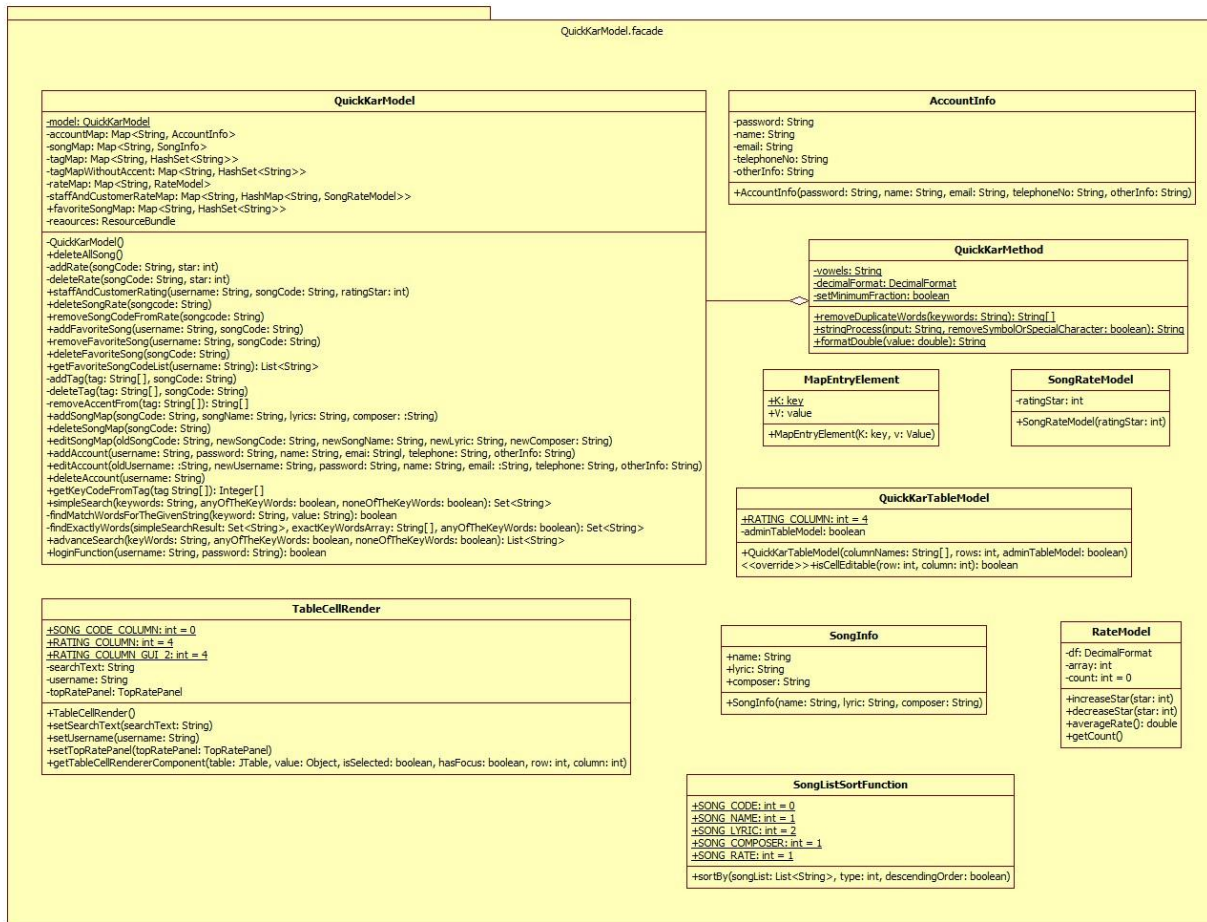 QuickKarModel.facade
QuickKarModel
-model: QuickKarModel
-accountMap: Map<String, AccountInfo>
-songMap: Map<String, SongInfo>
-tagMap: Map<String, HashSet<String>>
-tagMapWithoutAccent: Map<String, HashSet<String>>
-rateMap: Map<String, RateModel>
-staffAndCustomerRateMap: Map<String, HashMap<String, SongRateModel>>
+favoriteSongMap: Map<String, HashSet<String>>
-reaources: ResourceBundle
-QuickKarModel()
+deleteAllSong()
-addRate(songCode: String, star: int)
-deleteRate(songCode: String, star: int)
+staffAndCustomerRating(username: String, songCode: String, ratingStar: int)
+deleteSongRate(songcode: String)
+removeSongCodeFromRate(songcode: String)
+addFavoriteSong(username: String, songCode: String)
+removeFavoriteSong(username: String, songCode: String)
+deleteFavoriteSong(songCode: String)
+getFavoriteSongCodeList(username: String): List<String>
-addTag(tag: String[], songCode: String)
-deleteTag(tag: String[], songCode: String)
-removeAccentFrom(tag: String[]): String[]
+addSongMap(songCode: String, songName: String, lyrics: String, composer: :String)
+deleteSongMap(songCode: String)
+editSongMap(oldSongCode: String, newSongCode: String, newSongName: String, newLyric: String, newComposer: String)
+addAccount(username: String, password: String, name: String, emai: Stringl, telephone: String, otherInfo: String)
+editAccount(oldUsername: :String, newUsername: String, password: String, name: String, email: :String, telephone: String, otherInfo: String)
+deleteAccount(username: String)
+getKeyCodeFromTag(tag String[]): Integer[]
+simpleSearch(keywords: String, anyOfTheKeyWords: boolean, noneOfTheKeyWords: boolean): Set<String>
-findMatchWordsForTheGivenString(keyword: String, value: String): boolean
-findExactlyWords(simpleSearchResult: Set<String>, exactKeyWordsArray: String[], anyOfTheKeyWords: boolean): Set<String>
+advanceSearch(keyWords: String, anyOfTheKeyWords: boolean, noneOfTheKeyWords: boolean): List<String>
+loginFunction(username: String, password: String): boolean
AccountInfo
-password: String
-name: String
-email: String
-telephoneNo: String
-otherInfo: String
+AccountInfo(password: String, name: String, email: String, telephoneNo: String, otherInfo: String)
QuickKarMethod
-vowels: String
-decimalFormat: DecimalFormat
-setMinimumFraction: boolean
+removeDuplicateWords(keywords: String): String[]
+stringProcess(input: String, removeSymbolOrSpecialCharacter: boolean): String
+formatDouble(value: double): String
MapEntryElement
+K: key
+V: value
+MapEntryElement(K: key, v: Value)
SongRateModel
-ratingStar: int
+SongRateModel(ratingStar: int)
QuickKarTableModel
+RATING_COLUMN: int = 4
-adminTableModel: boolean
+QuickKarTableModel(columnNames: String[], rows: int, adminTableModel: boolean)
<<override>>+isCellEditable(row: int, column: int): boolean
TableCellRender
+SONG_CODE_COLUMN: int = 0
+RATING_COLUMN: int = 4
+RATING_COLUMN_GUI_2: int = 4
-searchText: String
-username: String
-topRatePanel: TopRatePanel
+TableCellRender()
+setSearchText(searchText: String)
+setUsername(username: String)
+setTopRatePanel(topRatePanel: TopRatePanel)
+getTableCellRendererComponent(table: JTable, value: Object, isSelected: boolean, hasFocus: boolean, row: int, column: int)
SongInfo
+name: String
+lyric: String
+composer: String
+SongInfo(name: String, lyric: String, composer: String)
RateModel
-df: DecimalFormat
-array: int
-count: int = 0
+increaseStar(star: int)
+decreaseStar(star: int)
+averageRate(): double
+getCount()
SongListSortFunction
+SONG_CODE: int = 0
+SONG_NAME: int = 1
+SONG_LYRIC: int = 2
+SONG_COMPOSER: int = 1
+SONG_RATE: int = 1
+sortBy(songList: List<String>, type: int, descendingOrder: boolean)